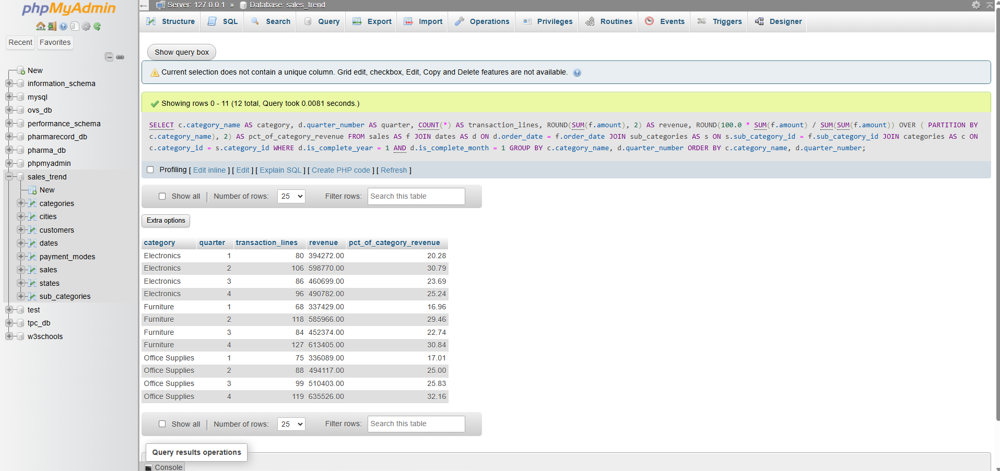 phpMyAdmin
Recent Favorites
New
information_schema
mysql
ovs_db
performance_schema
pharmarecord_db
pharma_db
phpmyadmin
sales_trend
New
categories
cities
customers
dates
payment_modes
sales
states
sub_categories
test
tpc_db
w3schools
Server: 127.0.0.1 » Database: sales_trend
Structure SQL Search Query Export Import Operations Privileges Routines Events Triggers Designer
Show query box
Current selection does not contain a unique column. Grid edit, checkbox, Edit, Copy and Delete features are not available.
Showing rows 0 - 11 (12 total, Query took 0.0081 seconds.)
SELECT c.category_name AS category, d.quarter_number AS quarter, COUNT(*) AS transaction_lines, ROUND(SUM(f.amount), 2) AS revenue, ROUND(100.0 * SUM(f.amount) / SUM(SUM(f.amount)) OVER ( PARTITION BY
c.category_name), 2) AS pct_of_category_revenue FROM sales AS f JOIN dates AS d ON d.order_date = f.order_date JOIN sub_categories AS s ON s.sub_category_id = f.sub_category_id JOIN categories AS c ON
c.category_id = s.category_id WHERE d.is_complete_year = 1 AND d.is_complete_month = 1 GROUP BY c.category_name, d.quarter_number ORDER BY c.category_name, d.quarter_number;
Profiling [ Edit inline ] [ Edit ] [ Explain SQL ] [ Create PHP code ] [ Refresh ]
Show all | Number of rows: 25 Filter rows: Search this table
Extra options
category quarter transaction_lines revenue pct_of_category_revenue
Electronics 1 80 394272.00 20.28
Electronics 2 106 598770.00 30.79
Electronics 3 86 460699.00 23.69
Electronics 4 96 490782.00 25.24
Furniture 1 68 337429.00 16.96
Furniture 2 118 585966.00 29.46
Furniture 3 84 452374.00 22.74
Furniture 4 127 613405.00 30.84
Office Supplies 1 75 336089.00 17.01
Office Supplies 2 88 494117.00 25.00
Office Supplies 3 99 510403.00 25.83
Office Supplies 4 119 635526.00 32.16
Show all | Number of rows: 25 Filter rows: Search this table
Query results operations
Console